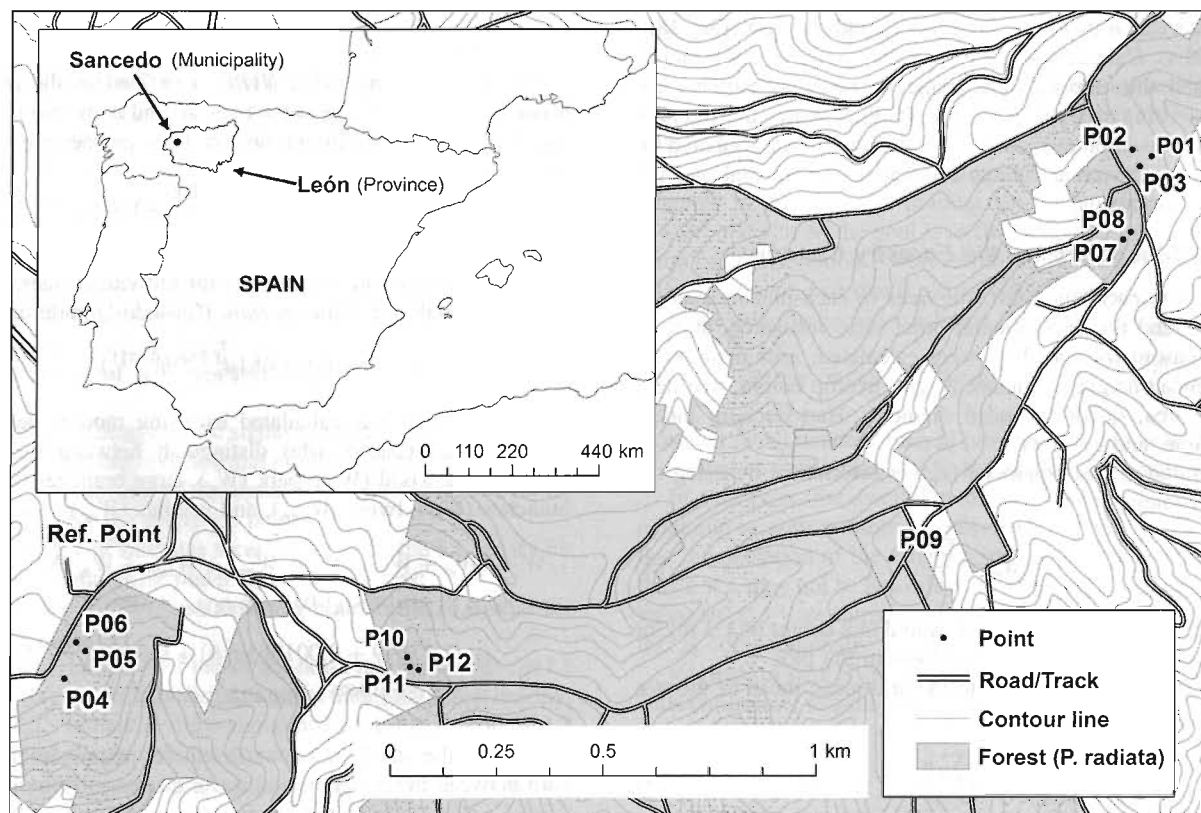 Sancedo (Municipality)
León (Province)
SPAIN
0 110 220 440 km
P02
P01
P03
P08
P07
Ref. Point
P09
P06
P05
P04
P10
P12
P11
0 0.25 0.5 1 km
Point
Road/Track
Contour line
Forest (P. radiata)